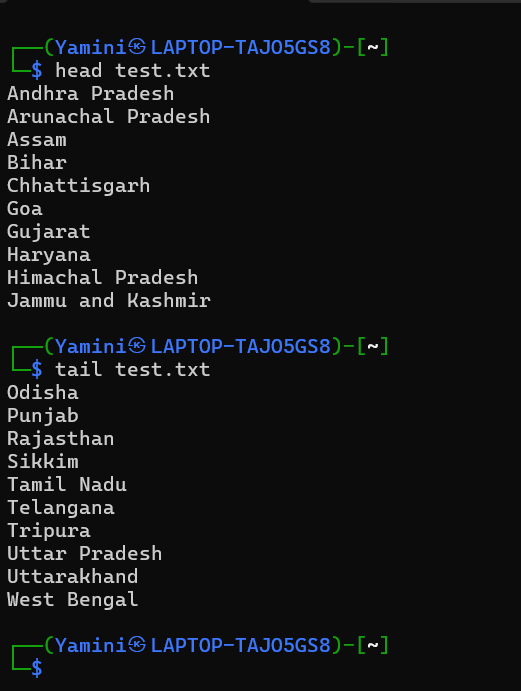 ┌──(Yamini㉿LAPTOP-TAJO5GS8)-[~]
└─$ head test.txt
Andhra Pradesh
Arunachal Pradesh
Assam
Bihar
Chhattisgarh
Goa
Gujarat
Haryana
Himachal Pradesh
Jammu and Kashmir
┌──(Yamini㉿LAPTOP-TAJO5GS8)-[~]
└─$ tail test.txt
Odisha
Punjab
Rajasthan
Sikkim
Tamil Nadu
Telangana
Tripura
Uttar Pradesh
Uttarakhand
West Bengal
┌──(Yamini㉿LAPTOP-TAJO5GS8)-[~]
└─$